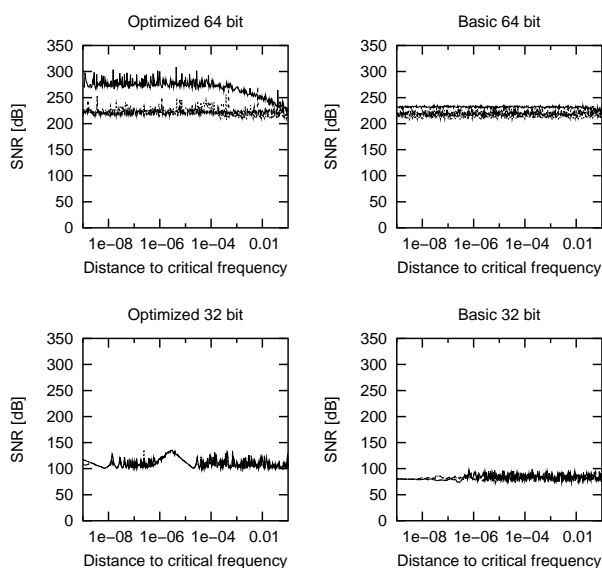 Optimized 64 bit
350
300
250
200
150
100
50
0
SNR [dB]
1e−08 1e−06 1e−04 0.01
Distance to critical frequency
Basic 64 bit
350
300
250
200
150
100
50
0
SNR [dB]
1e−08 1e−06 1e−04 0.01
Distance to critical frequency
Optimized 32 bit
350
300
250
200
150
100
50
0
SNR [dB]
1e−08 1e−06 1e−04 0.01
Distance to critical frequency
Basic 32 bit
350
300
250
200
150
100
50
0
SNR [dB]
1e−08 1e−06 1e−04 0.01
Distance to critical frequency